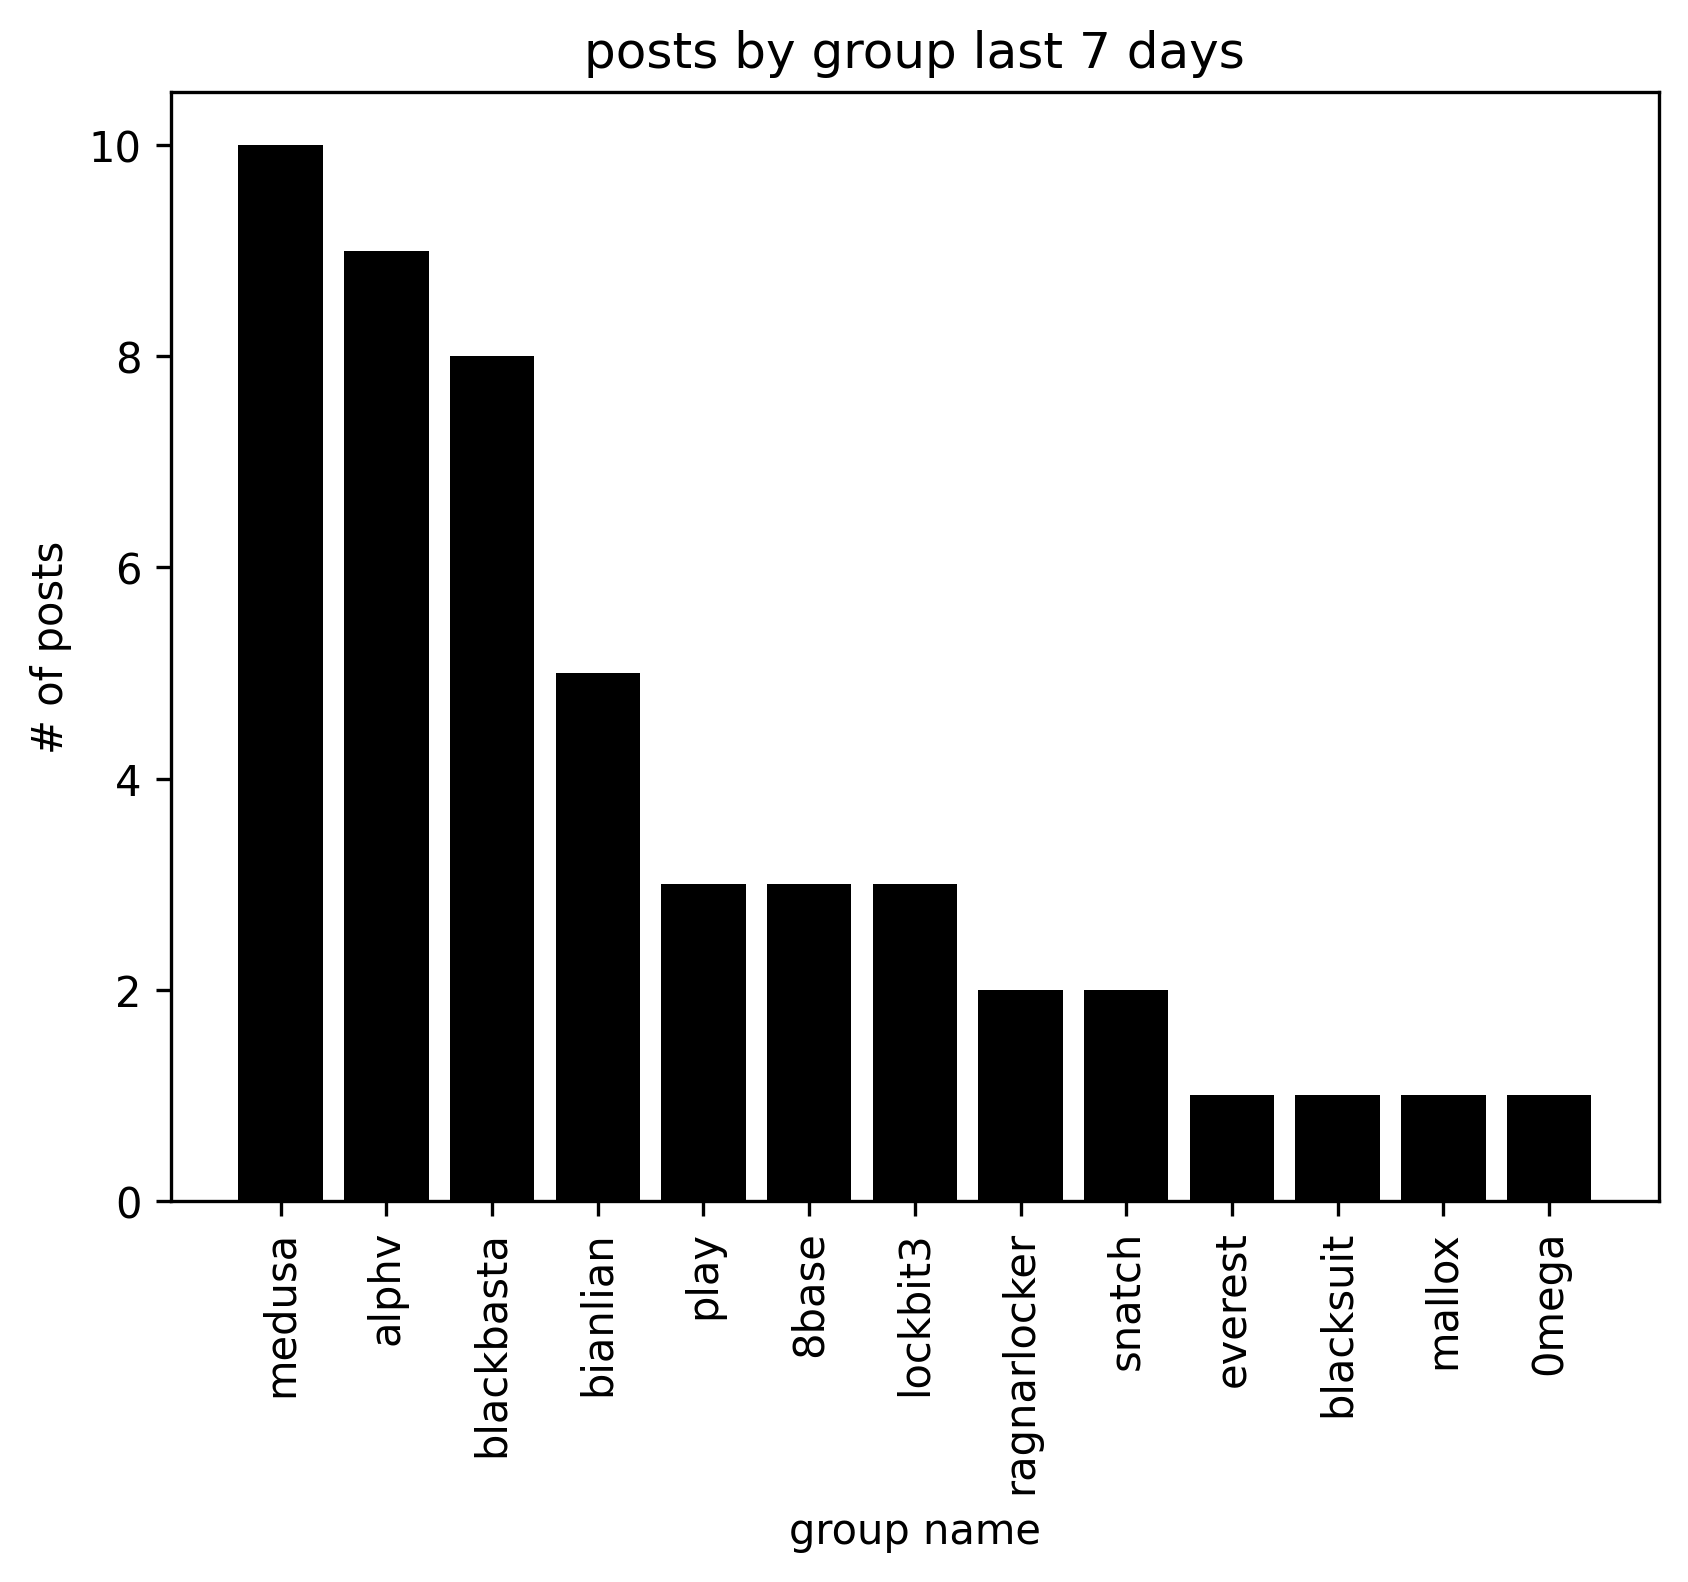 posts by group last 7 days
# of posts
10
8
6
4
2
0
medusa
alphv
blackbasta
bianlian
play
8base
lockbit3
ragnarlocker
snatch
everest
blacksuit
mallox
0mega
group name